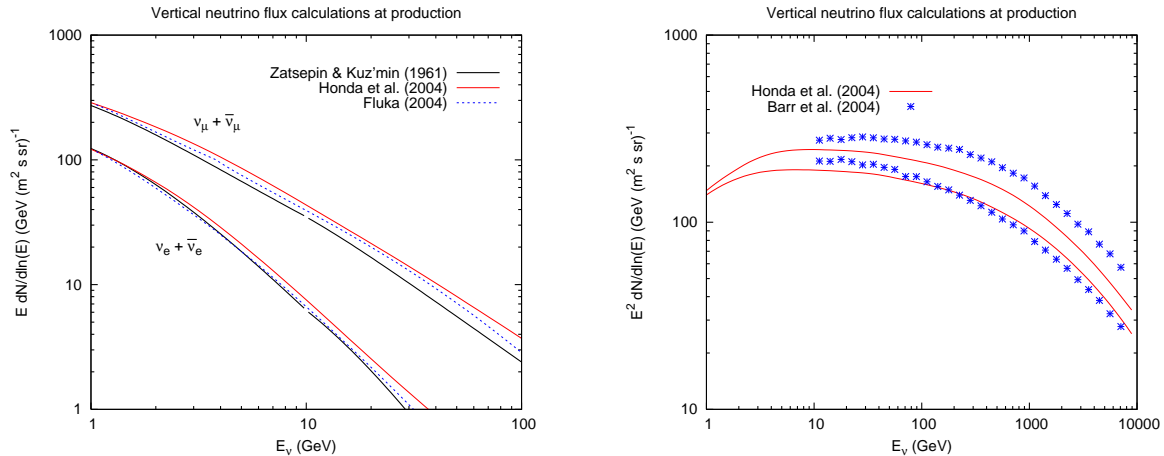 Vertical neutrino flux calculations at production
1000
100
10
1
1 10 100
E dN/dln(E) (GeV (m² s sr)⁻¹
E_ν (GeV)
Zatsepin & Kuz'min (1961)
Honda et al. (2004)
Fluka (2004)
ν_μ + ν̅_μ
ν_e + ν̅_e
Vertical neutrino flux calculations at production
1000
100
10
1 10 100 1000 10000
E² dN/dln(E) (GeV (m² s sr)⁻¹
E_ν (GeV)
Honda et al. (2004)
Barr et al. (2004)